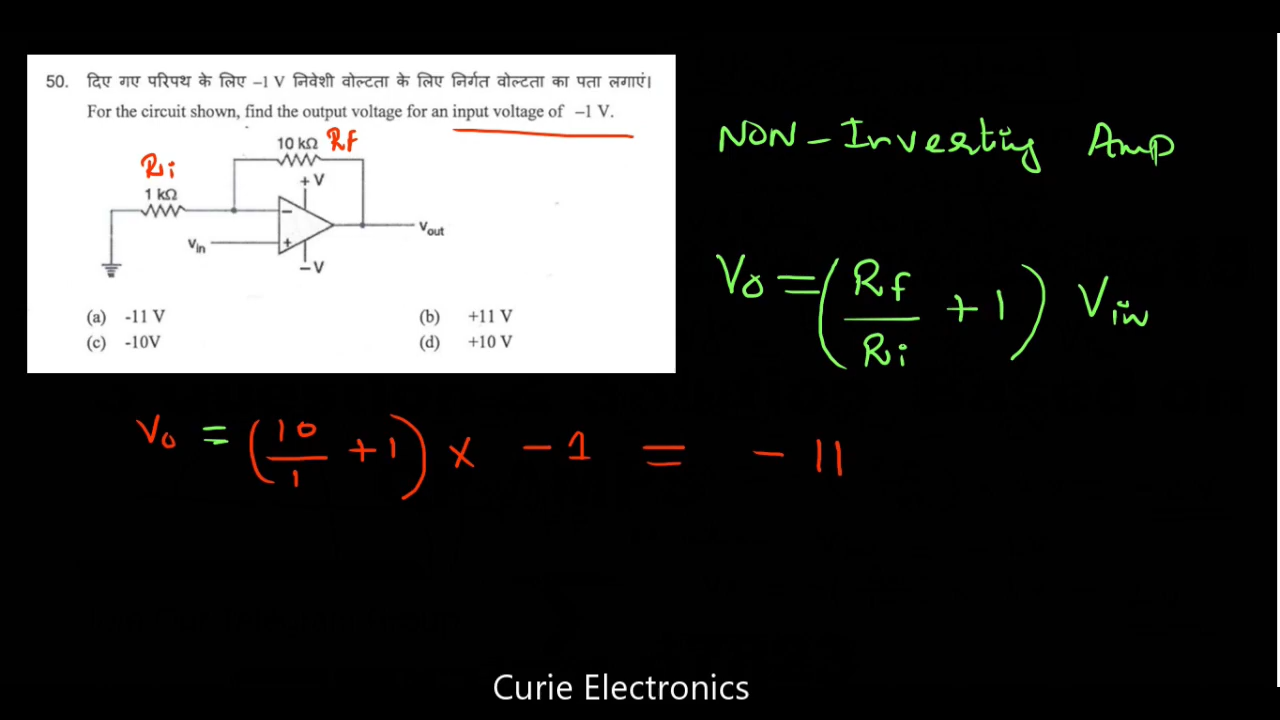 50. दिए गए परिपथ के लिए –1 V निवेशी वोल्टता के लिए निर्गत वोल्टता का पता लगाएं।
For the circuit shown, find the output voltage for an input voltage of –1 V.
10 kΩ Rf
Ri
+V
1 kΩ
–
Vout
Vin
+
–V
(a) -11 V (b) +11 V
(c) -10V (d) +10 V
NON - Inverting Amp
Vo = (Rf/Ri + 1) Vin
Vo = (10/1 + 1) × - 1 = - 11
Curie Electronics